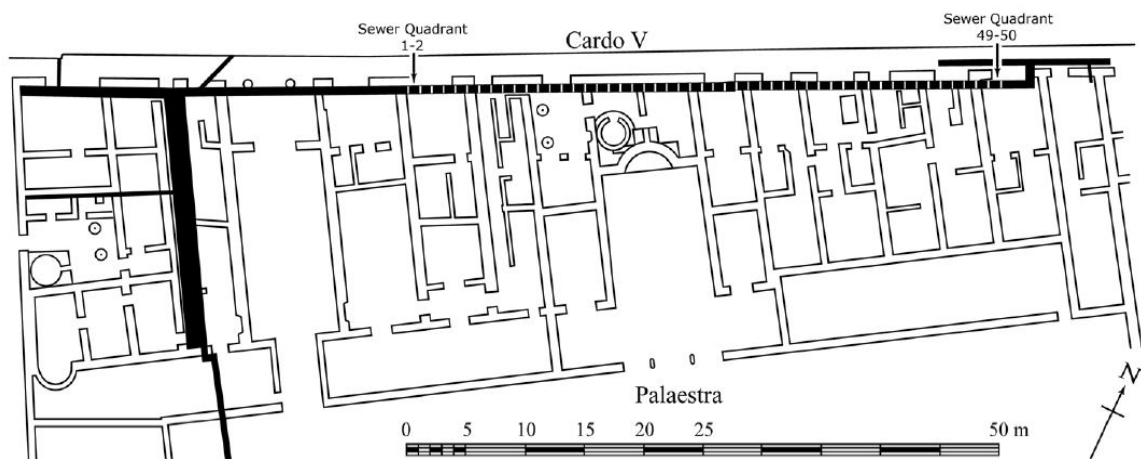 Sewer Quadrant
1-2
Cardo V
Sewer Quadrant
49-50
Palaestra
N
0 5 10 15 20 25 50 m